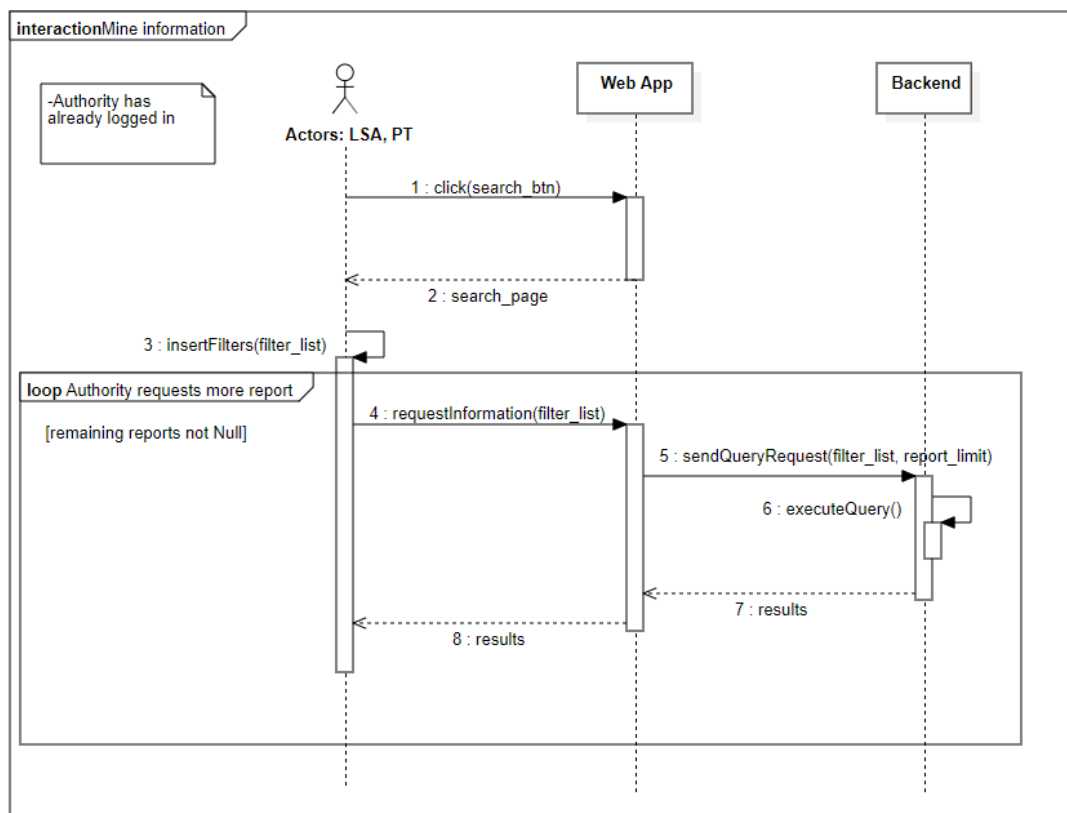 interactionMine information
-Authority has
already logged in
Actors: LSA, PT
Web App
Backend
1 : click(search_btn)
2 : search_page
3 : insertFilters(filter_list)
loop Authority requests more report
[remaining reports not Null]
4 : requestInformation(filter_list)
5 : sendQueryRequest(filter_list, report_limit)
6 : executeQuery()
7 : results
8 : results